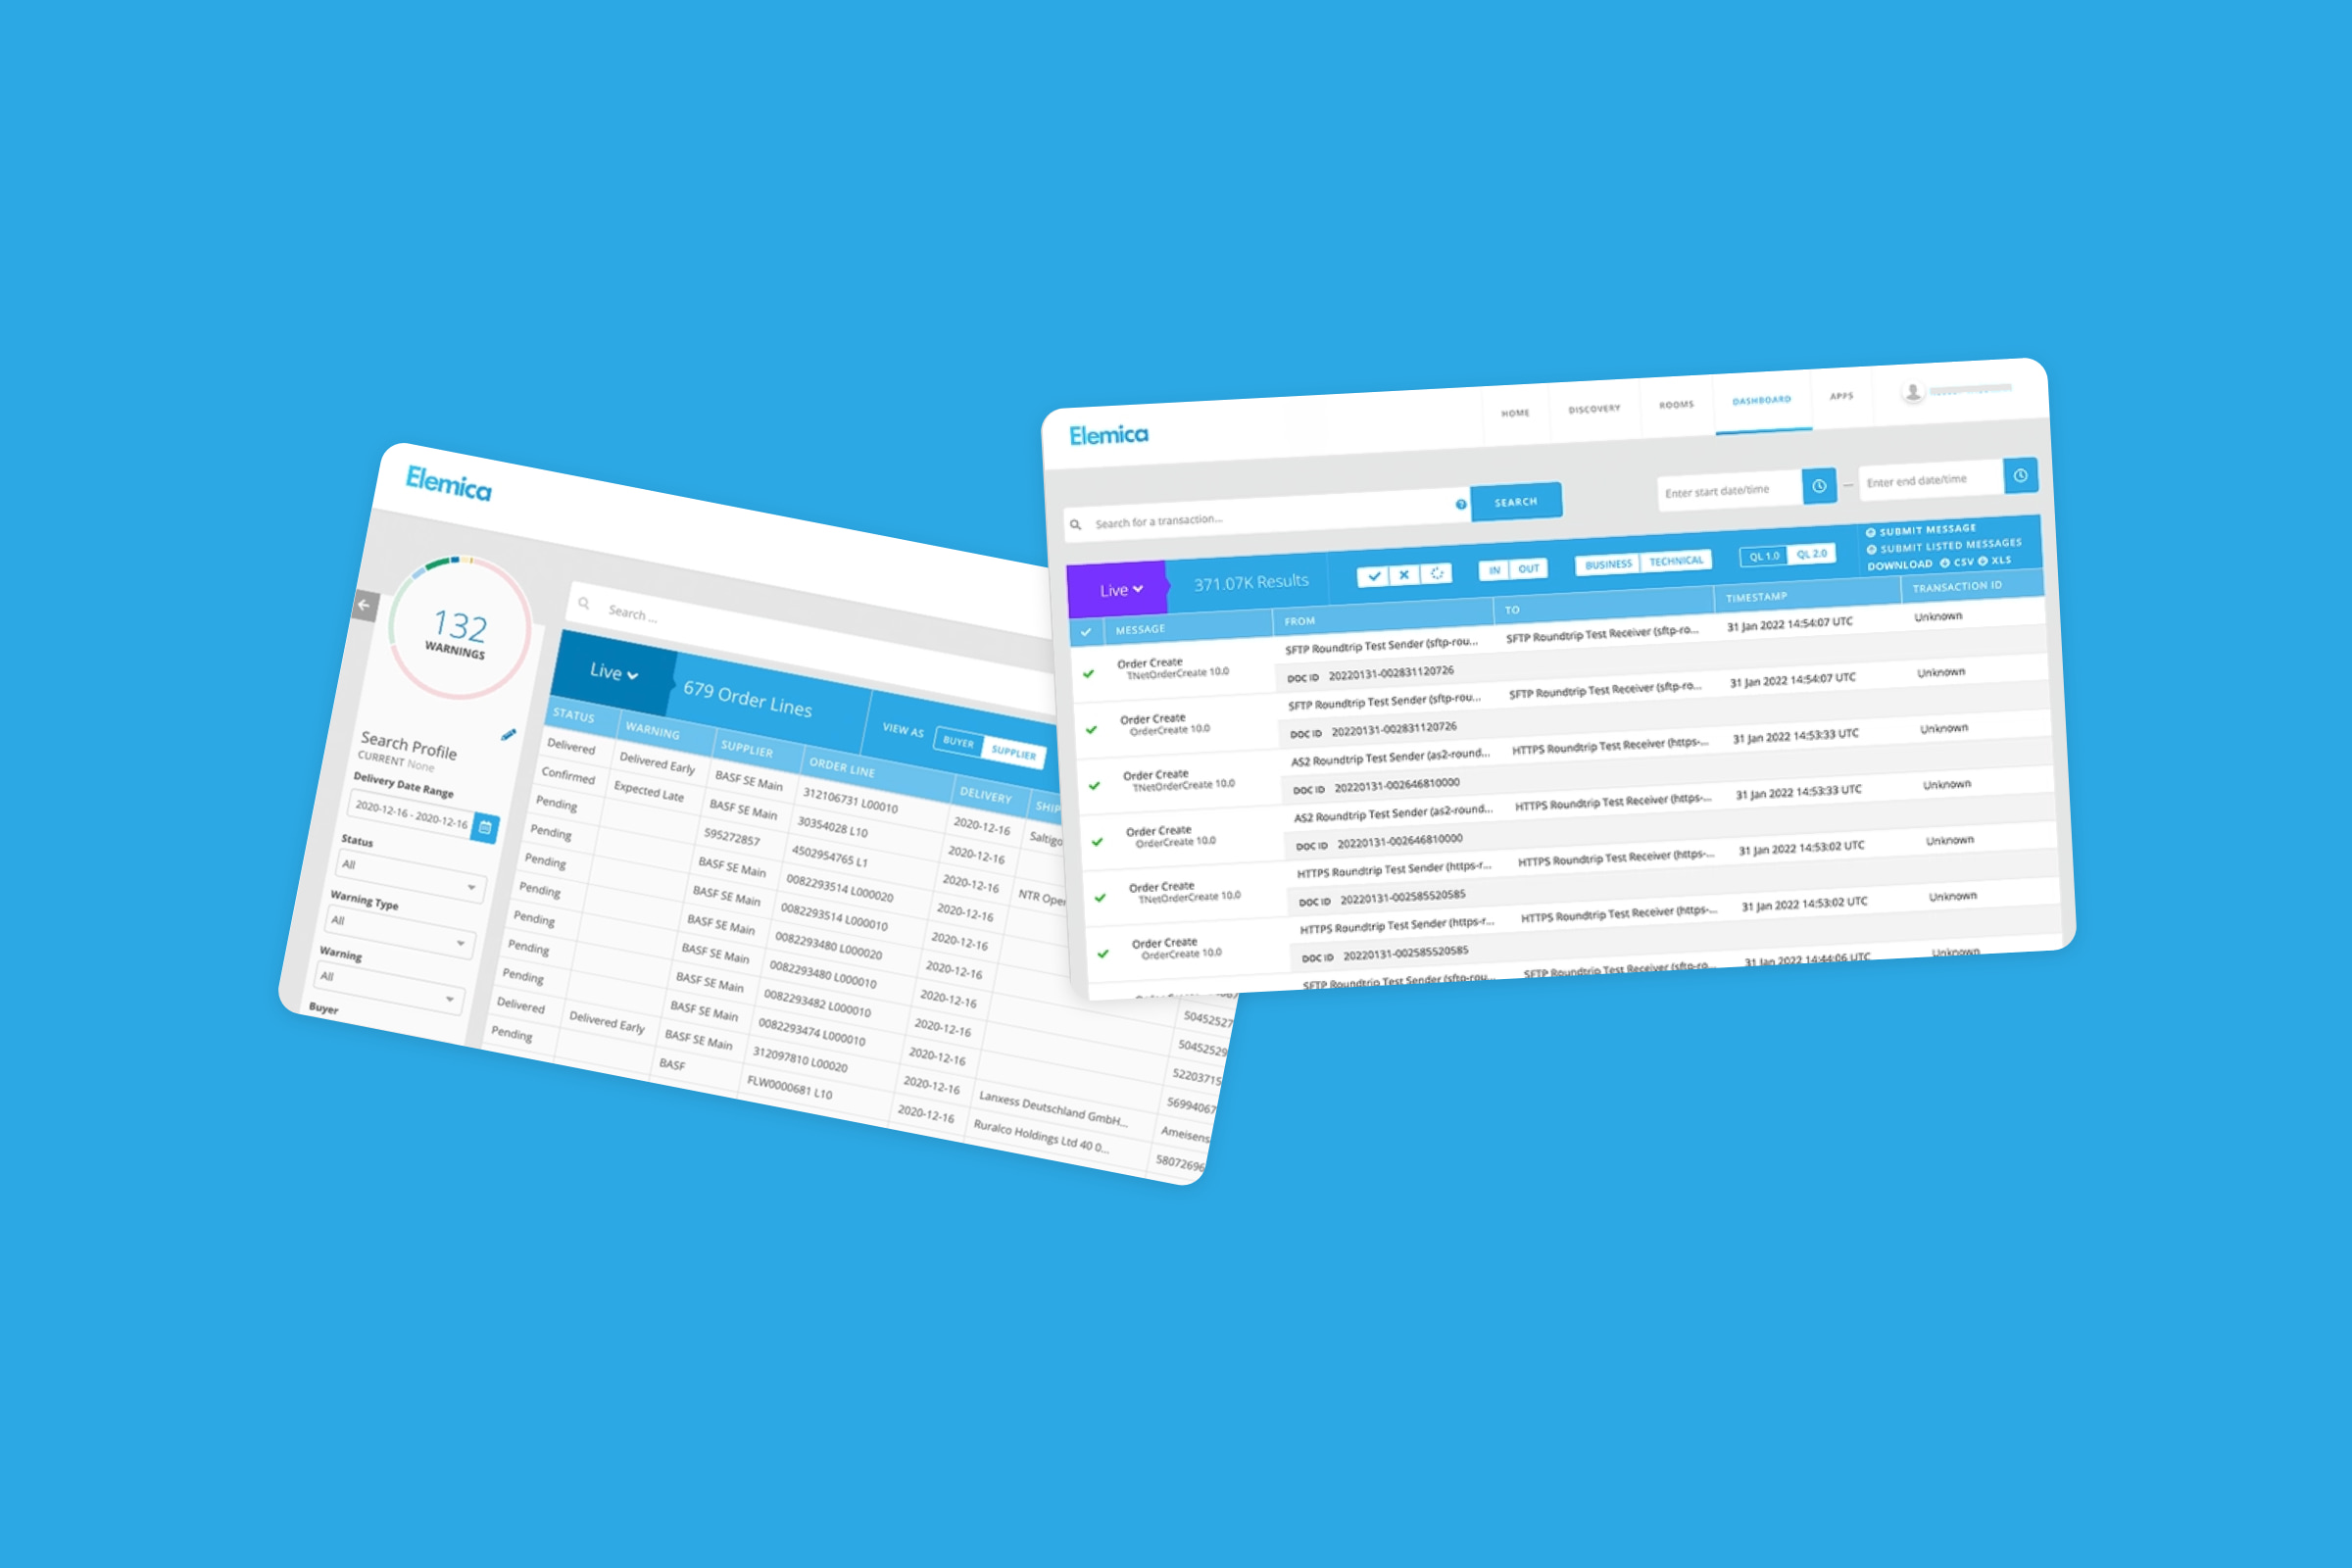 Elemica
132
WARNINGS
Search Profile
CURRENT None
Delivery Date Range
2020-12-16 - 2020-12-16
Status
All
Warning Type
All
Warning
All
Buyer
Search ...
Live
679 Order Lines
VIEW AS BUYER SUPPLIER
STATUS WARNING SUPPLIER ORDER LINE DELIVERY SHIP
Delivered Delivered Early BASF SE Main 312106731 L00010 2020-12-16 Saltigo
Confirmed Expected Late BASF SE Main 30354028 L10 2020-12-16
Pending 595272857 4502954765 L1 2020-12-16 NTR Oper
Pending BASF SE Main 0082293514 L000020 2020-12-16
Pending BASF SE Main 0082293514 L000010 2020-12-16
Pending BASF SE Main 0082293480 L000020 2020-12-16
Pending BASF SE Main 0082293480 L000010 2020-12-16
Pending BASF SE Main 0082293482 L000010 2020-12-16
Pending BASF SE Main 0082293474 L000010 2020-12-16
Delivered Delivered Early BASF SE Main 312097810 L00020 2020-12-16 Lanxess Deutschland GmbH...
Pending BASF FLW0000681 L10 2020-12-16 Ruralco Holdings Ltd 40 0...
50452527
50452529
52203715
56994067
Ameisens
58072696
Elemica
HOME DISCOVERY ROOMS DASHBOARD APPS
Search for a transaction...
SEARCH
Enter start date/time
Enter end date/time
Live
371.07K Results
IN OUT
BUSINESS TECHNICAL
QL 1.0 QL 2.0
SUBMIT MESSAGE
SUBMIT LISTED MESSAGES
DOWNLOAD CSV XLS
MESSAGE FROM TO TIMESTAMP TRANSACTION ID
Order Create SFTP Roundtrip Test Sender (sftp-rou... SFTP Roundtrip Test Receiver (sftp-ro... 31 Jan 2022 14:54:07 UTC Unknown
TNetOrderCreate 10.0 DOC ID 20220131-002831120726
Order Create SFTP Roundtrip Test Sender (sftp-rou... SFTP Roundtrip Test Receiver (sftp-ro... 31 Jan 2022 14:54:07 UTC Unknown
OrderCreate 10.0 DOC ID 20220131-002831120726
Order Create AS2 Roundtrip Test Sender (as2-round... HTTPS Roundtrip Test Receiver (https-... 31 Jan 2022 14:53:33 UTC Unknown
TNetOrderCreate 10.0 DOC ID 20220131-002646810000
Order Create AS2 Roundtrip Test Sender (as2-round... HTTPS Roundtrip Test Receiver (https-... 31 Jan 2022 14:53:33 UTC Unknown
OrderCreate 10.0 DOC ID 20220131-002646810000
Order Create HTTPS Roundtrip Test Sender (https-r... HTTPS Roundtrip Test Receiver (https-... 31 Jan 2022 14:53:02 UTC Unknown
TNetOrderCreate 10.0 DOC ID 20220131-002585520585
Order Create HTTPS Roundtrip Test Sender (https-r... HTTPS Roundtrip Test Receiver (https-... 31 Jan 2022 14:53:02 UTC Unknown
OrderCreate 10.0 DOC ID 20220131-002585520585
SFTP Roundtrip Test Sender (sftp-rou... SFTP Roundtrip Test Receiver (sftp-ro... 31 Jan 2022 14:44:06 UTC Unknown